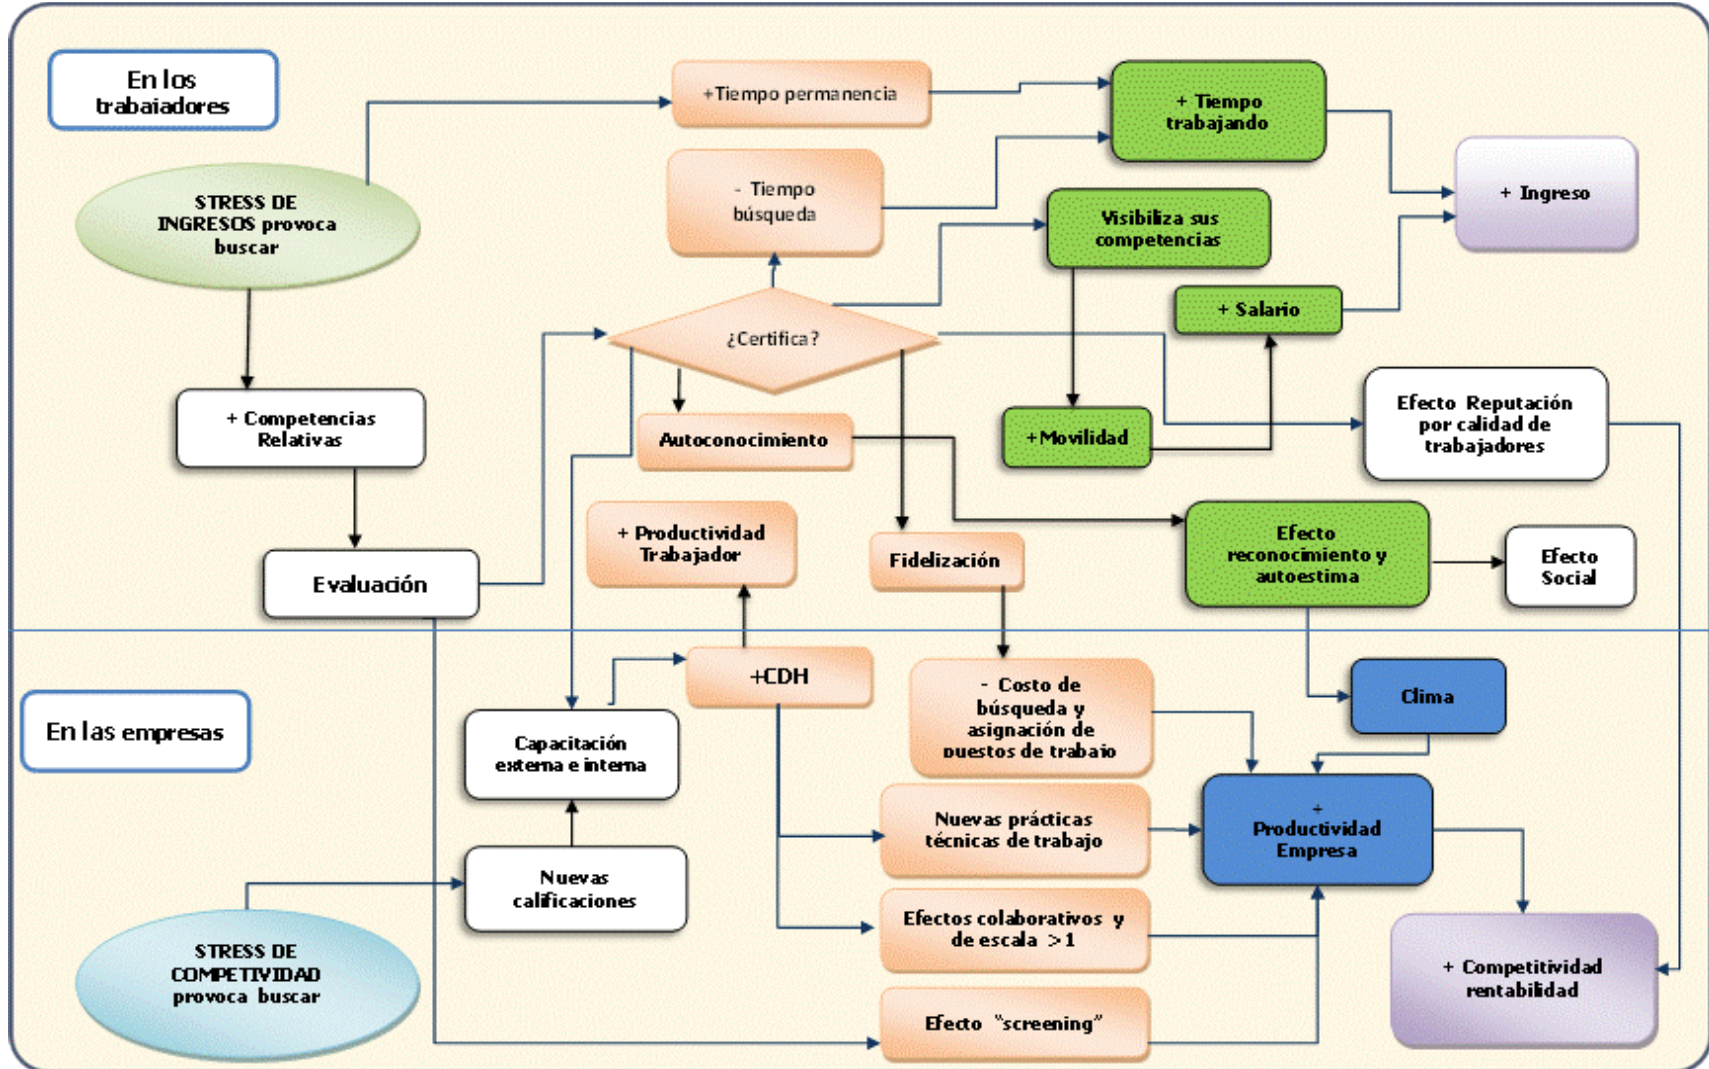 En los
trabaiadores
+Tiempo permanencia
+ Tiempo
trabajando
- Tiempo
búsqueda
+ Ingreso
STRESS DE
INGRESOS provoca
buscar
Visibiliza sus
competencias
+ Salario
¿Certifica?
+ Competencias
Relativas
Autoconocimiento
+Movilidad
Efecto Reputación
por calidad de
trabajadores
+ Productividad
Trabajador
Fidelización
Efecto
reconocimiento y
autoestima
Efecto
Social
Evaluación
En las empresas
+CDH
- Costo de
búsqueda y
asignación de
puestos de trabajo
Clima
Capacitación
externa e interna
Nuevas prácticas
técnicas de trabajo
+
Productividad
Empresa
Nuevas
calificaciones
Efectos colaborativos y
de escala >1
STRESS DE
COMPETIVIDAD
provoca buscar
+ Competitividad
rentabilidad
Efecto "screening"